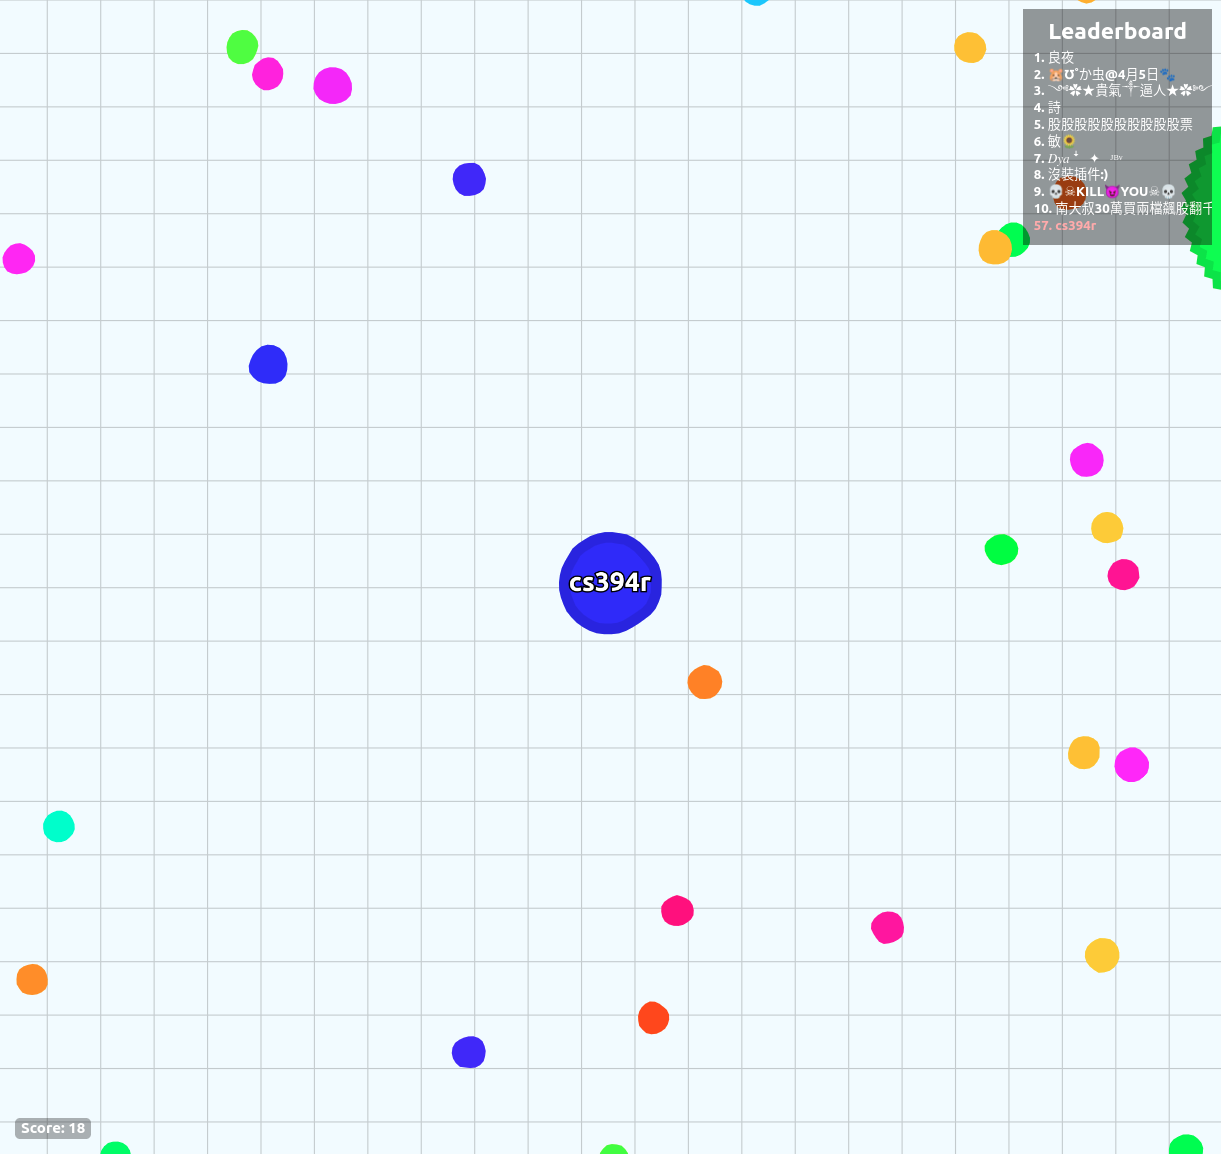 Leaderboard
1. 良夜
2. 🐹℧˚か虫@4月5日🐾
3. ༺✿ༀ★貴氣༒逼人★✿༻
4. 詩
5. 股股股股股股股股股股票
6. 敏🌻
7. 𝐷𝑦𝑎 ⁺ ✦ ᴶᴮᵛ
8. 沒裝插件:)
9. 💀☠KILL😈YOU☠💀
10. 南大叔30萬買兩檔飆股翻千
57. cs394r
cs394r
Score: 18